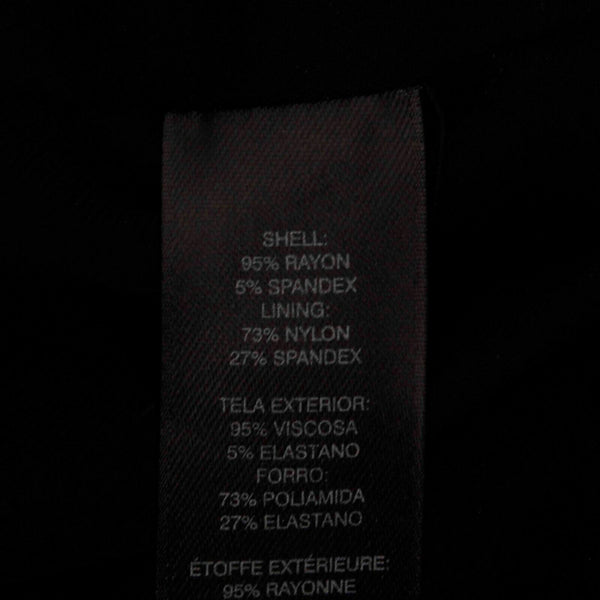 SHELL:
95% RAYON
5% SPANDEX
LINING:
73% NYLON
27% SPANDEX
TELA EXTERIOR:
95% VISCOSA
5% ELASTANO
FORRO:
73% POLIAMIDA
27% ELASTANO
ÉTOFFE EXTÉRIEURE:
95% RAYONNE